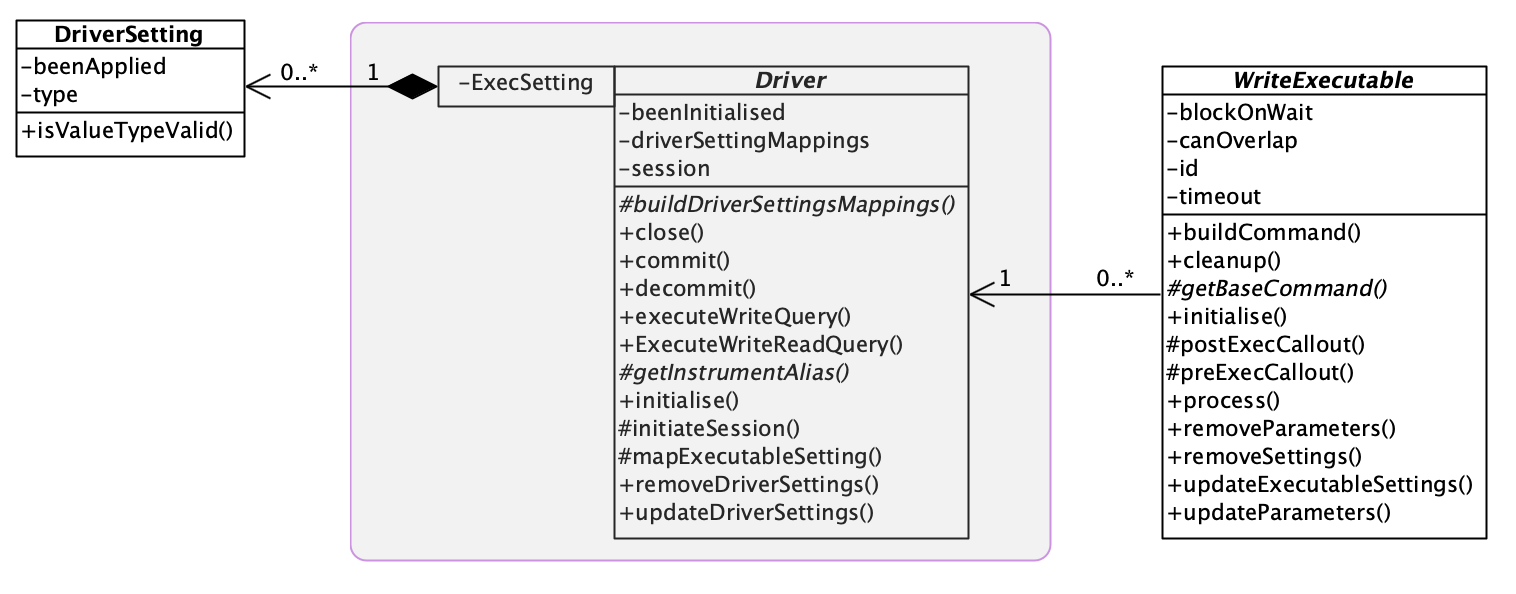 DriverSetting
-beenApplied
-type
+isValueTypeValid()
0..*
1
-ExecSetting
Driver
-beenInitialised
-driverSettingMappings
-session
#buildDriverSettingsMappings()
+close()
+commit()
+decommit()
+executeWriteQuery()
+ExecuteWriteReadQuery()
#getInstrumentAlias()
+initialise()
#initiateSession()
#mapExecutableSetting()
+removeDriverSettings()
+updateDriverSettings()
1
0..*
WriteExecutable
-blockOnWait
-canOverlap
-id
-timeout
+buildCommand()
+cleanup()
#getBaseCommand()
+initialise()
#postExecCallout()
#preExecCallout()
+process()
+removeParameters()
+removeSettings()
+updateExecutableSettings()
+updateParameters()